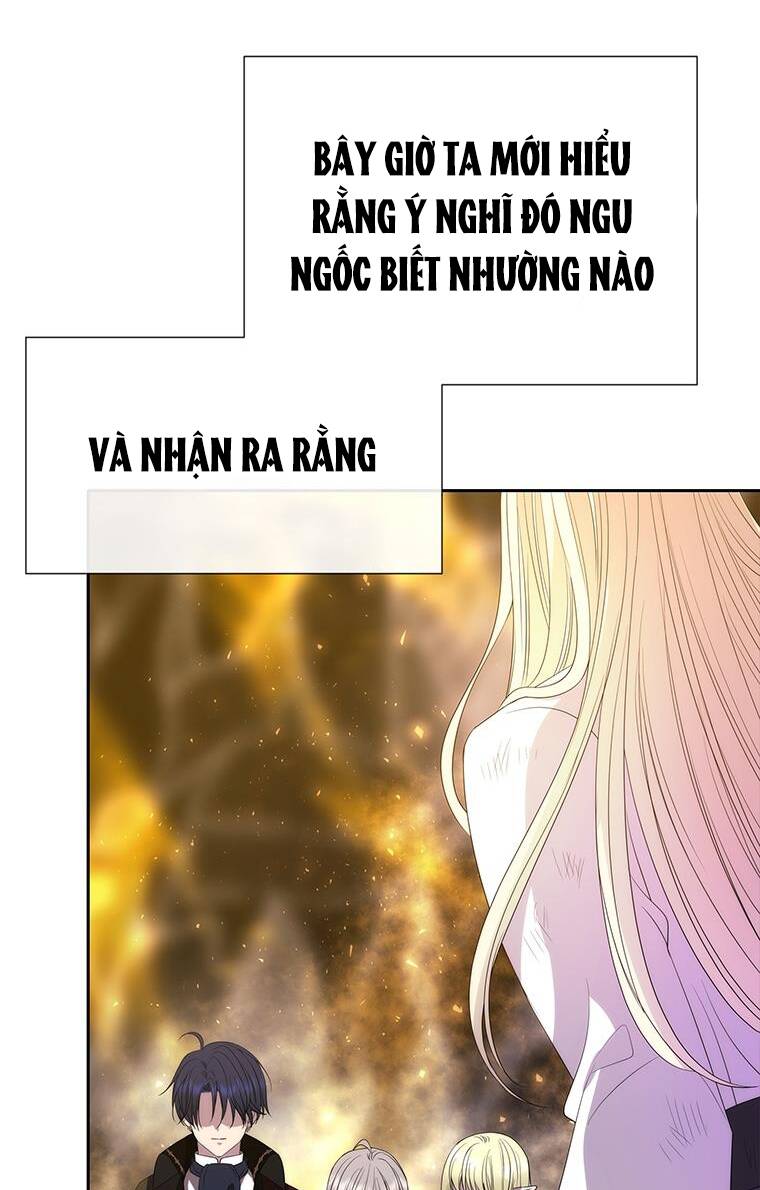 BÂY GIỜ TA MỚI HIỂU
RẰNG Ý NGHĨ ĐÓ NGU
NGỐC BIẾT NHƯỜNG NÀO
VÀ NHẬN RA RẰNG